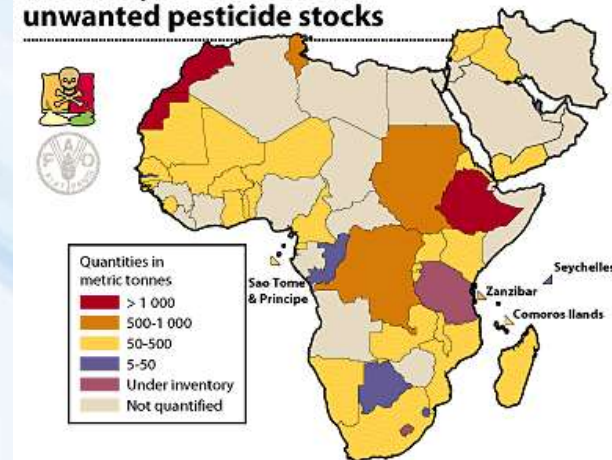 unwanted pesticide stocks
Quantities in
metric tonnes
> 1 000
500-1 000
50-500
5-50
Under inventory
Not quantified
Sao Tome
& Principe
Seychelles
Zanzibar
Comoros Ilands